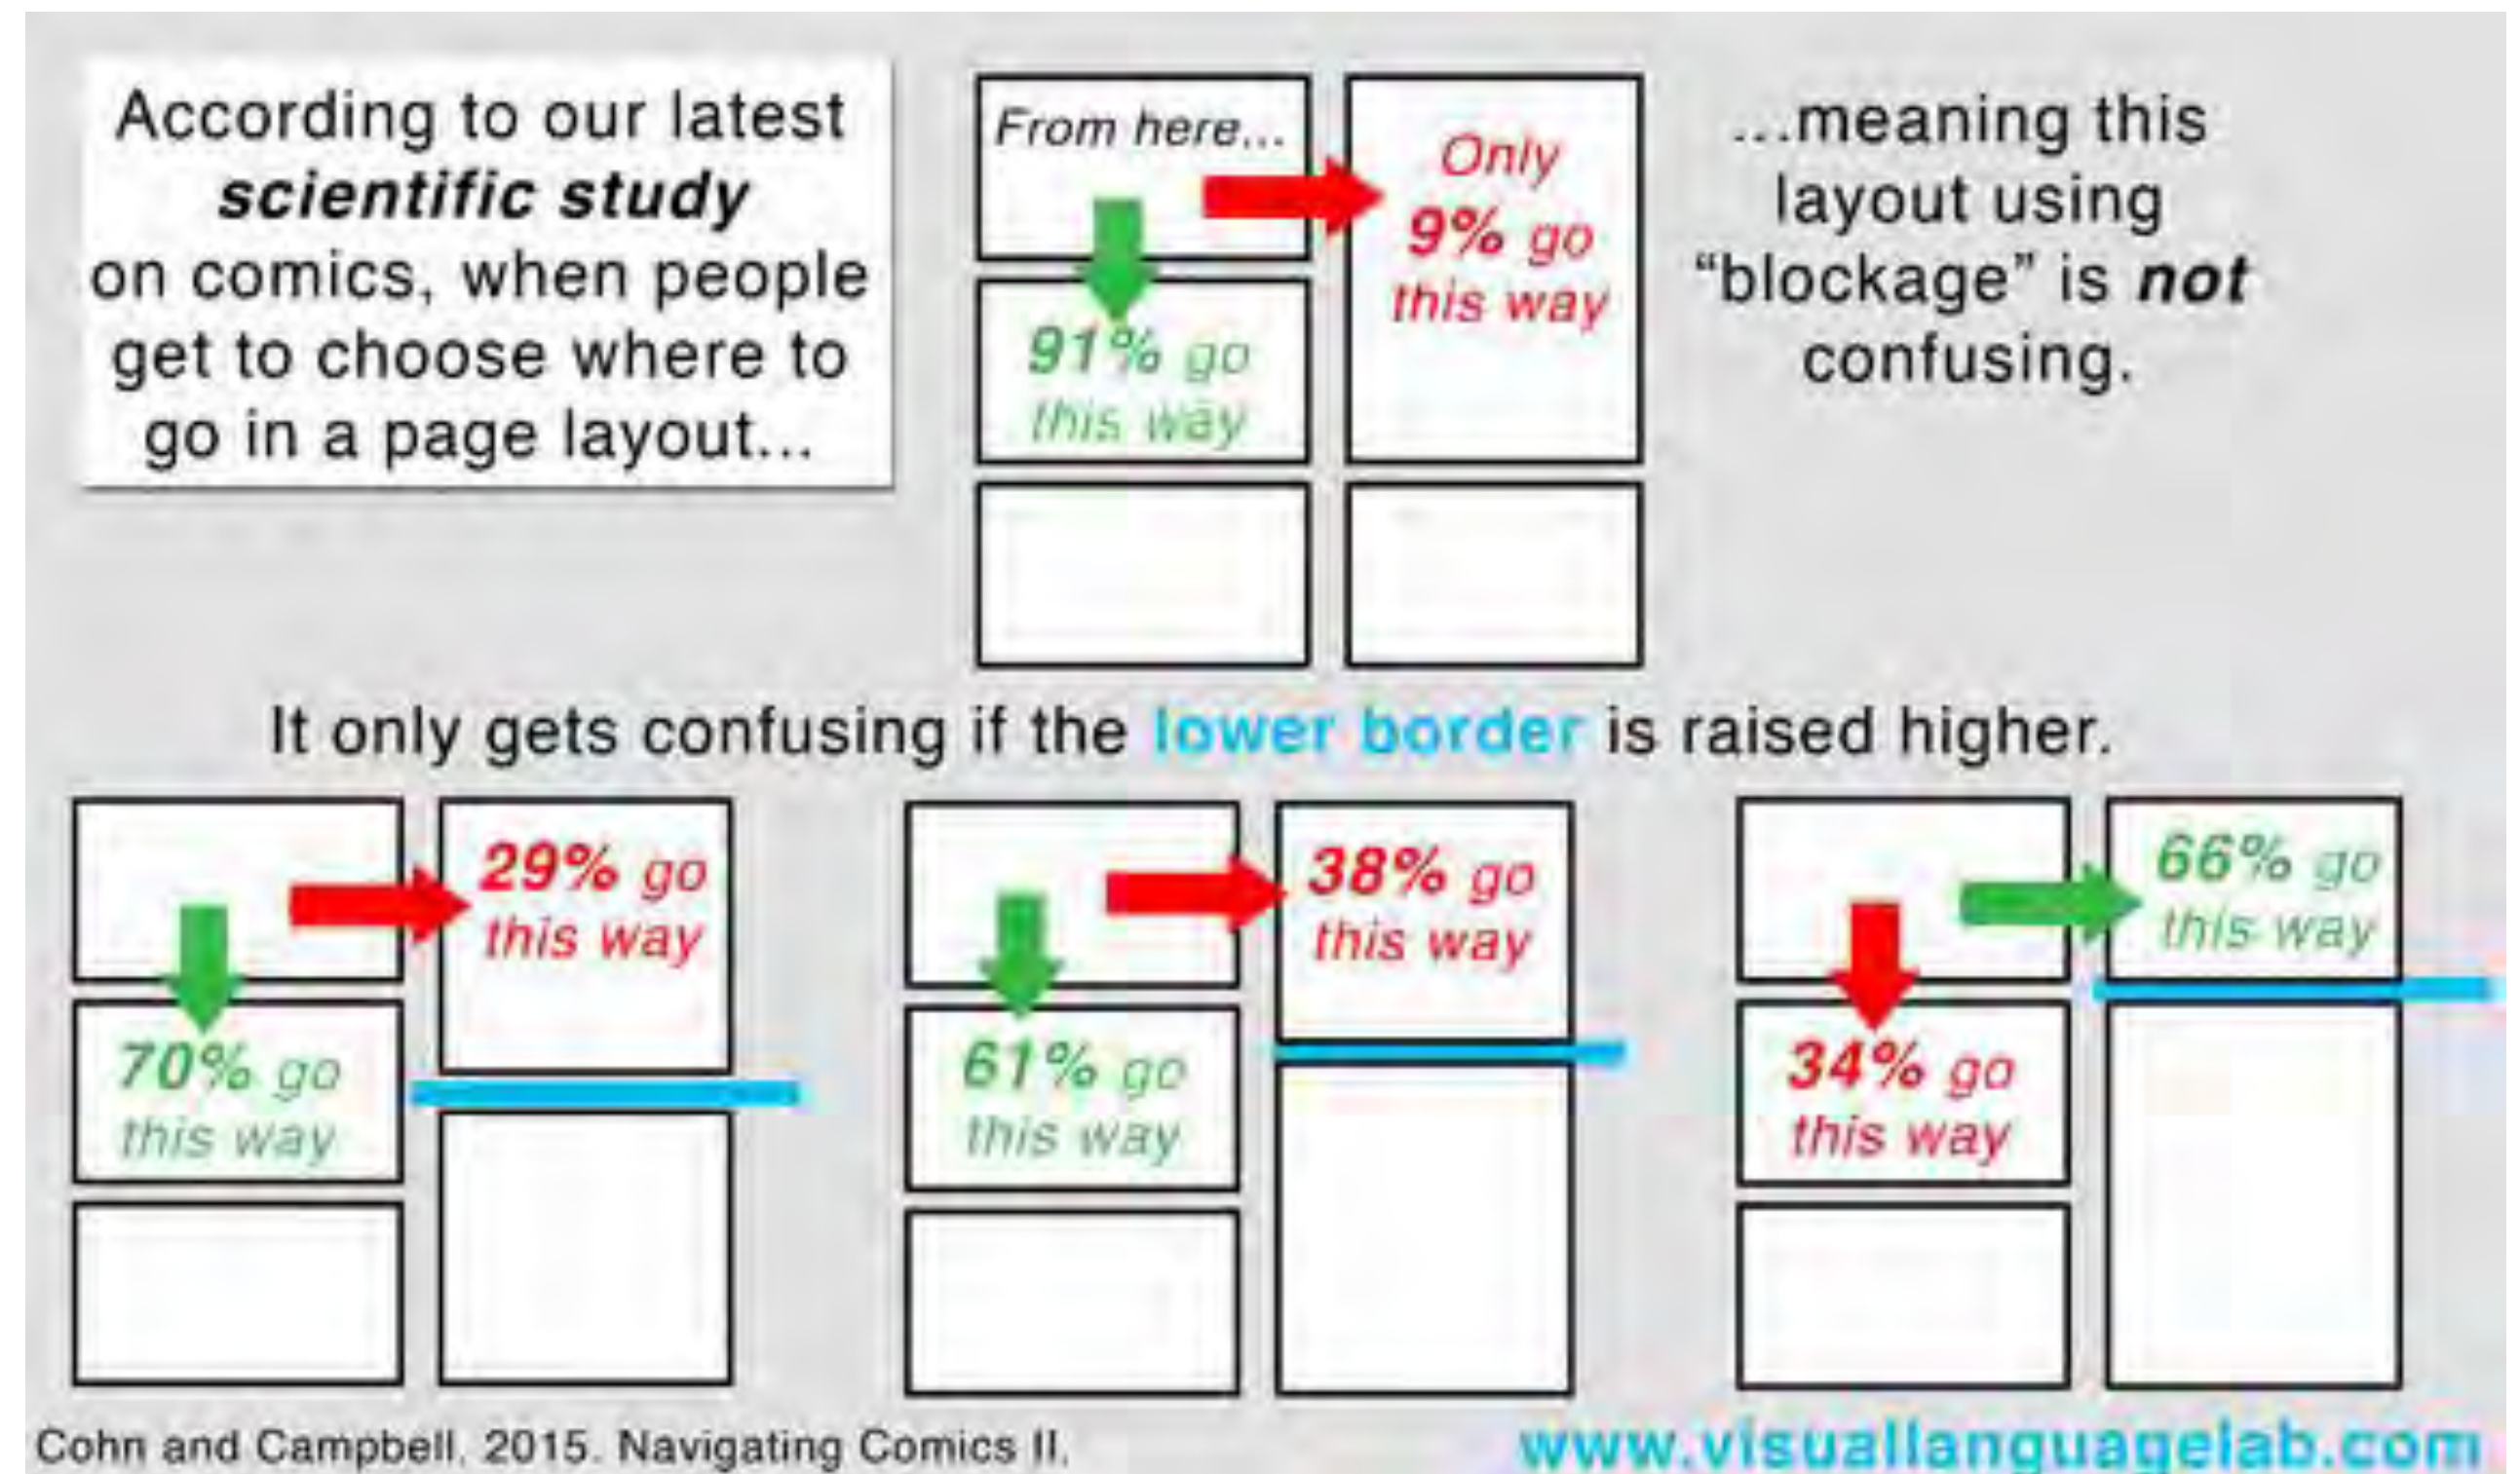 According to our latest
scientific study
on comics, when people
get to choose where to
go in a page layout...
From here...
Only
9% go
this way
91% go
this way
...meaning this
layout using
“blockage” is not
confusing.
It only gets confusing if the lower border is raised higher.
29% go
this way
70% go
this way
38% go
this way
61% go
this way
66% go
this way
34% go
this way
Cohn and Campbell, 2015. Navigating Comics II.
www.visuallanguagelab.com